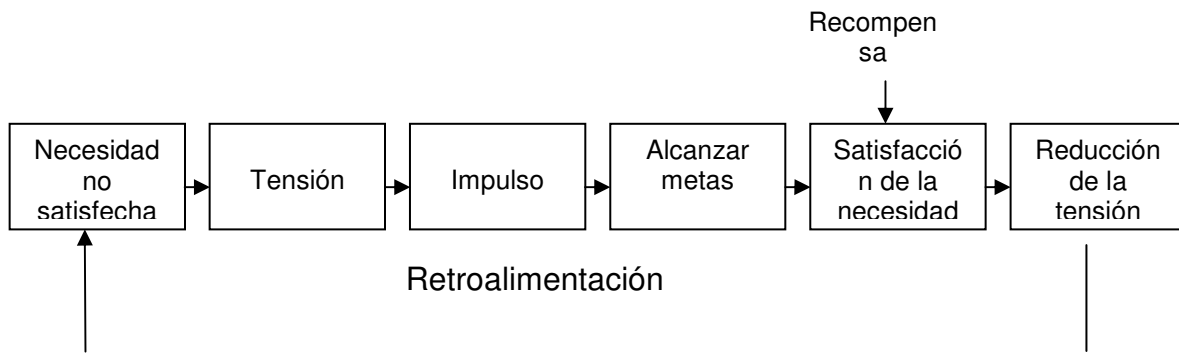 Recompen
sa
Necesidad
no
satisfecha
Tensión
Impulso
Alcanzar
metas
Satisfacció
n de la
necesidad
Reducción
de la
tensión
Retroalimentación